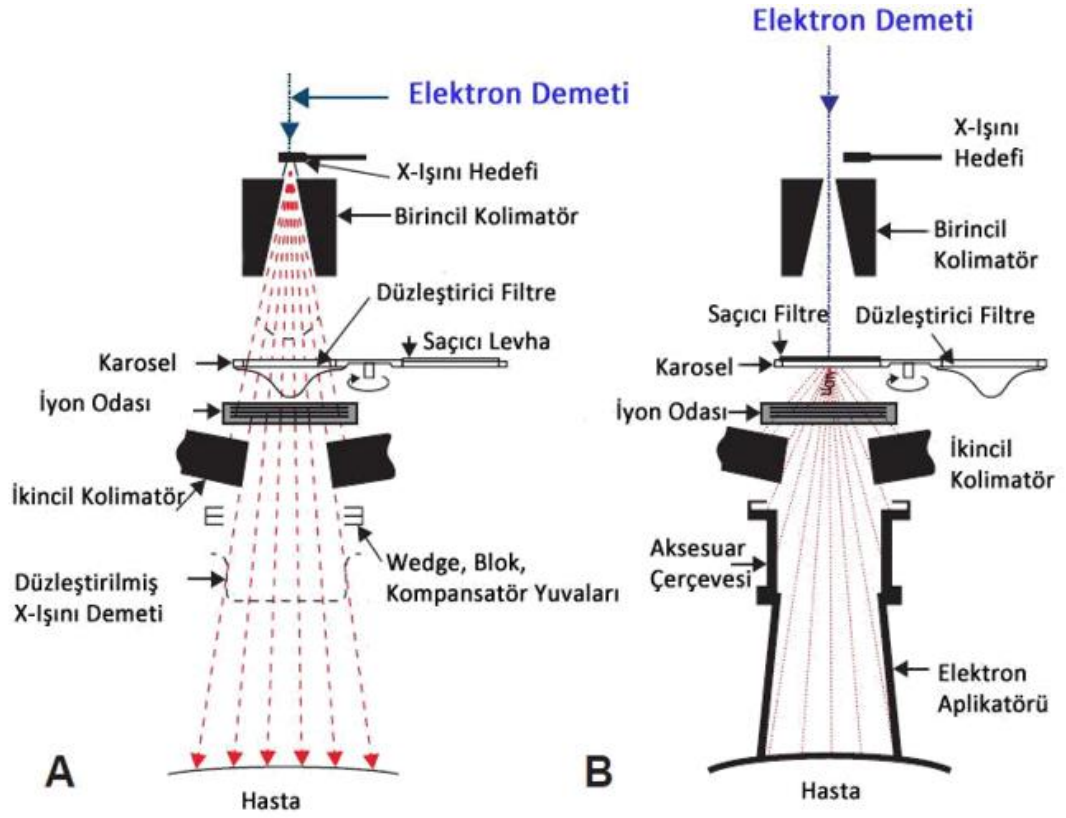 Elektron Demeti
X-Işını Hedefi
Birincil Kolimatör
Düzleştirici Filtre
Saçıcı Levha
Karosel
İyon Odası
İkincil Kolimatör
Wedge, Blok,
Kompansatör Yuvaları
Düzleştirilmiş
X-Işını Demeti
A
Hasta
Elektron Demeti
X-Işını
Hedefi
Birincil
Kolimatör
Saçıcı Filtre
Düzleştirici Filtre
Karosel
İyon Odası
İkincil
Kolimatör
Aksesuar
Çerçevesi
Elektron
Aplikatörü
B
Hasta